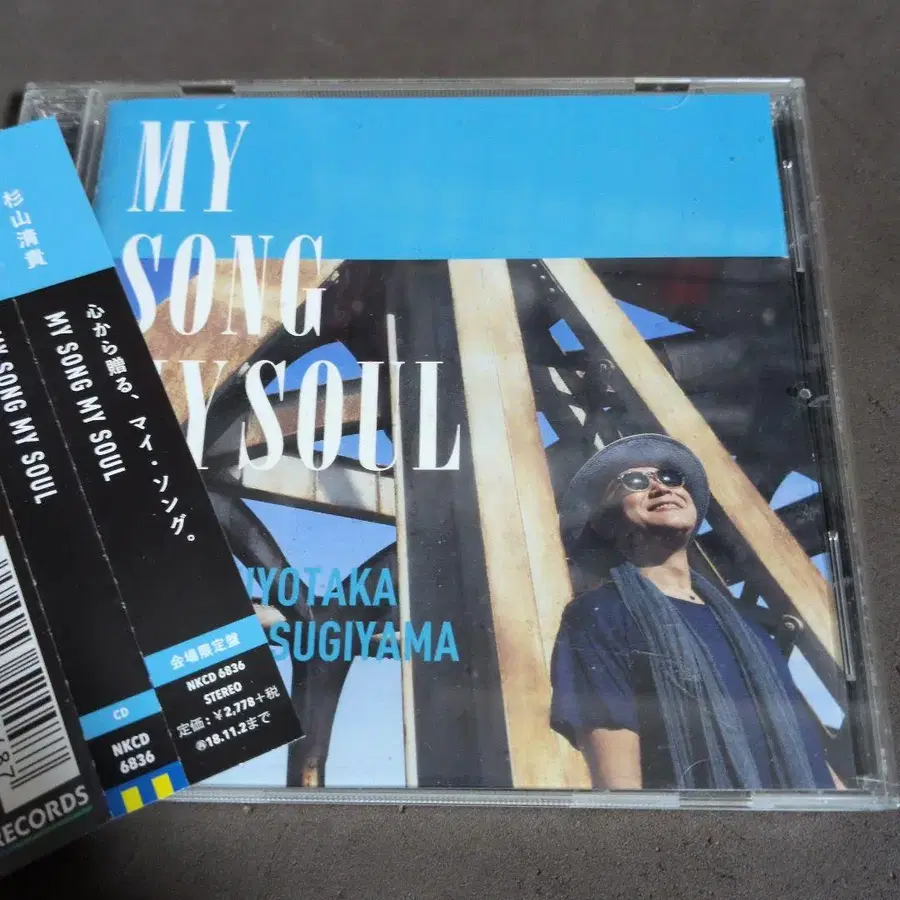 MY
SONG
MY SOUL
KIYOTAKA
SUGIYAMA
杉山清貴
心から贈る、マイ・ソング。
MY SONG MY SOUL
会場限定盤
NKCD 6836
STEREO
定価:¥2,778+税
Ⓟ18.11.2まで
MY SONG MY SOUL
CD
NKCD
6836
RECORDS